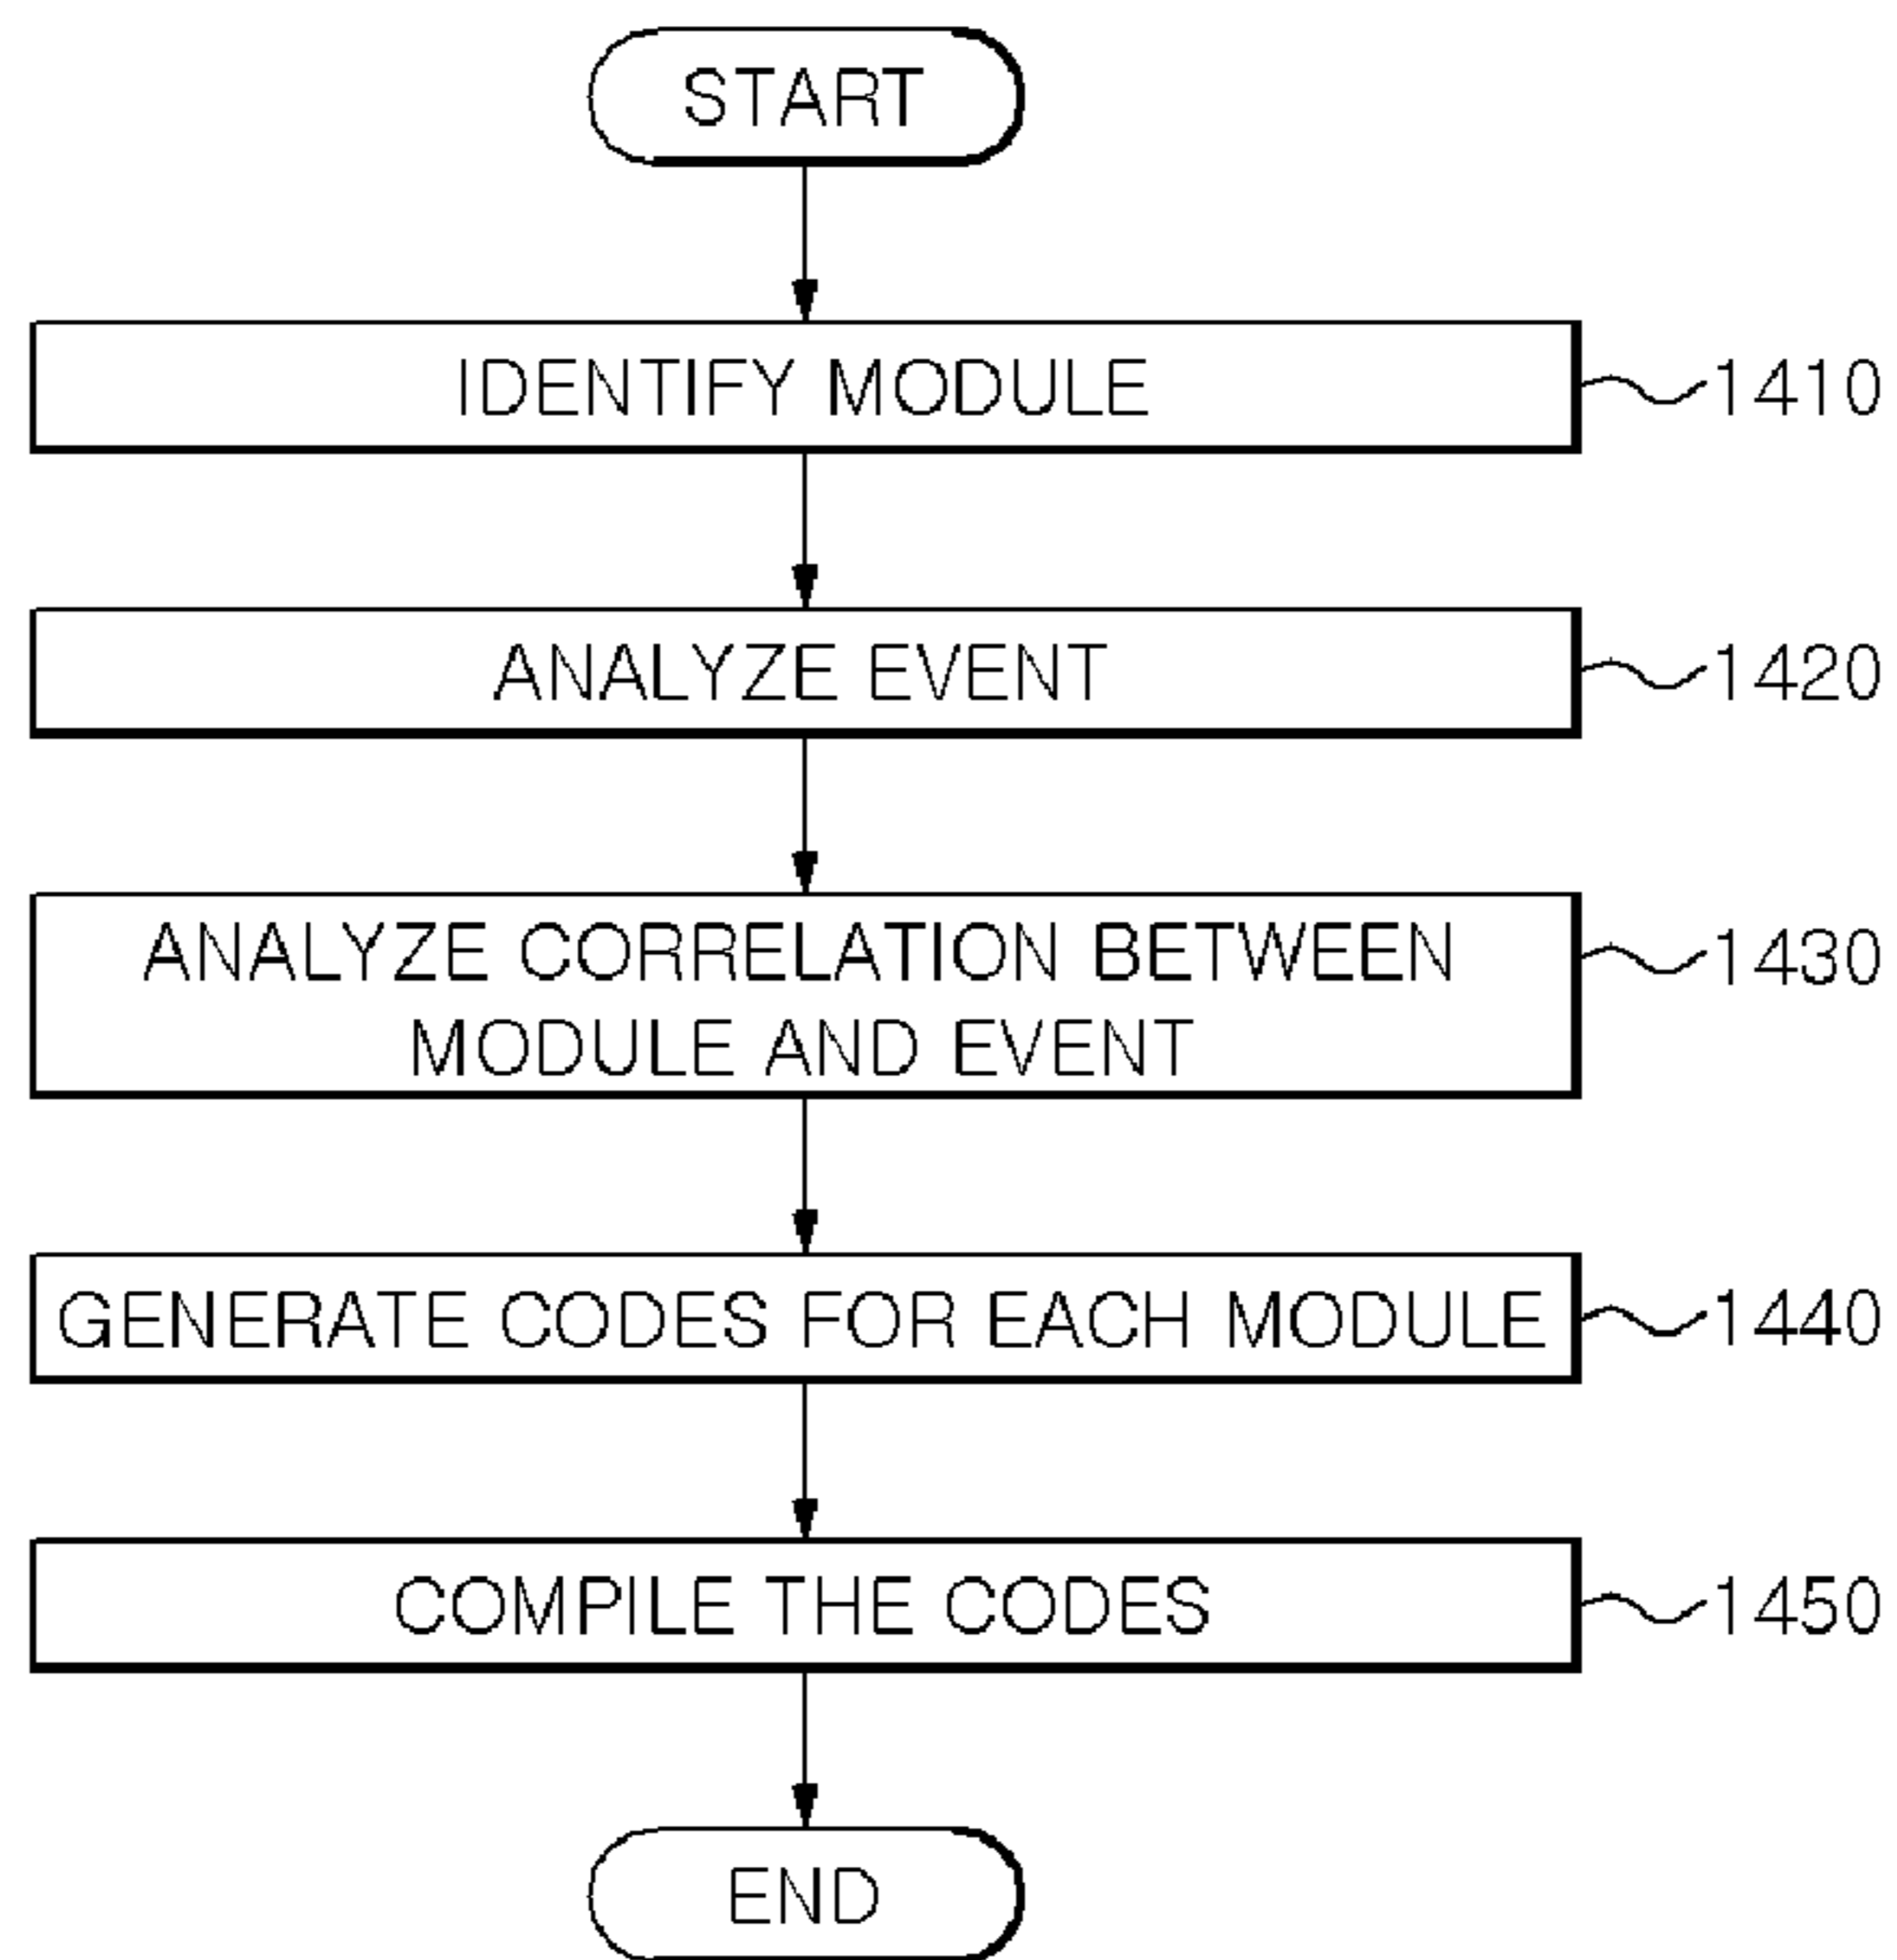 START
IDENTIFY MODULE
1410
ANALYZE EVENT
1420
ANALYZE CORRELATION BETWEEN
MODULE AND EVENT
1430
GENERATE CODES FOR EACH MODULE
1440
COMPILE THE CODES
1450
END